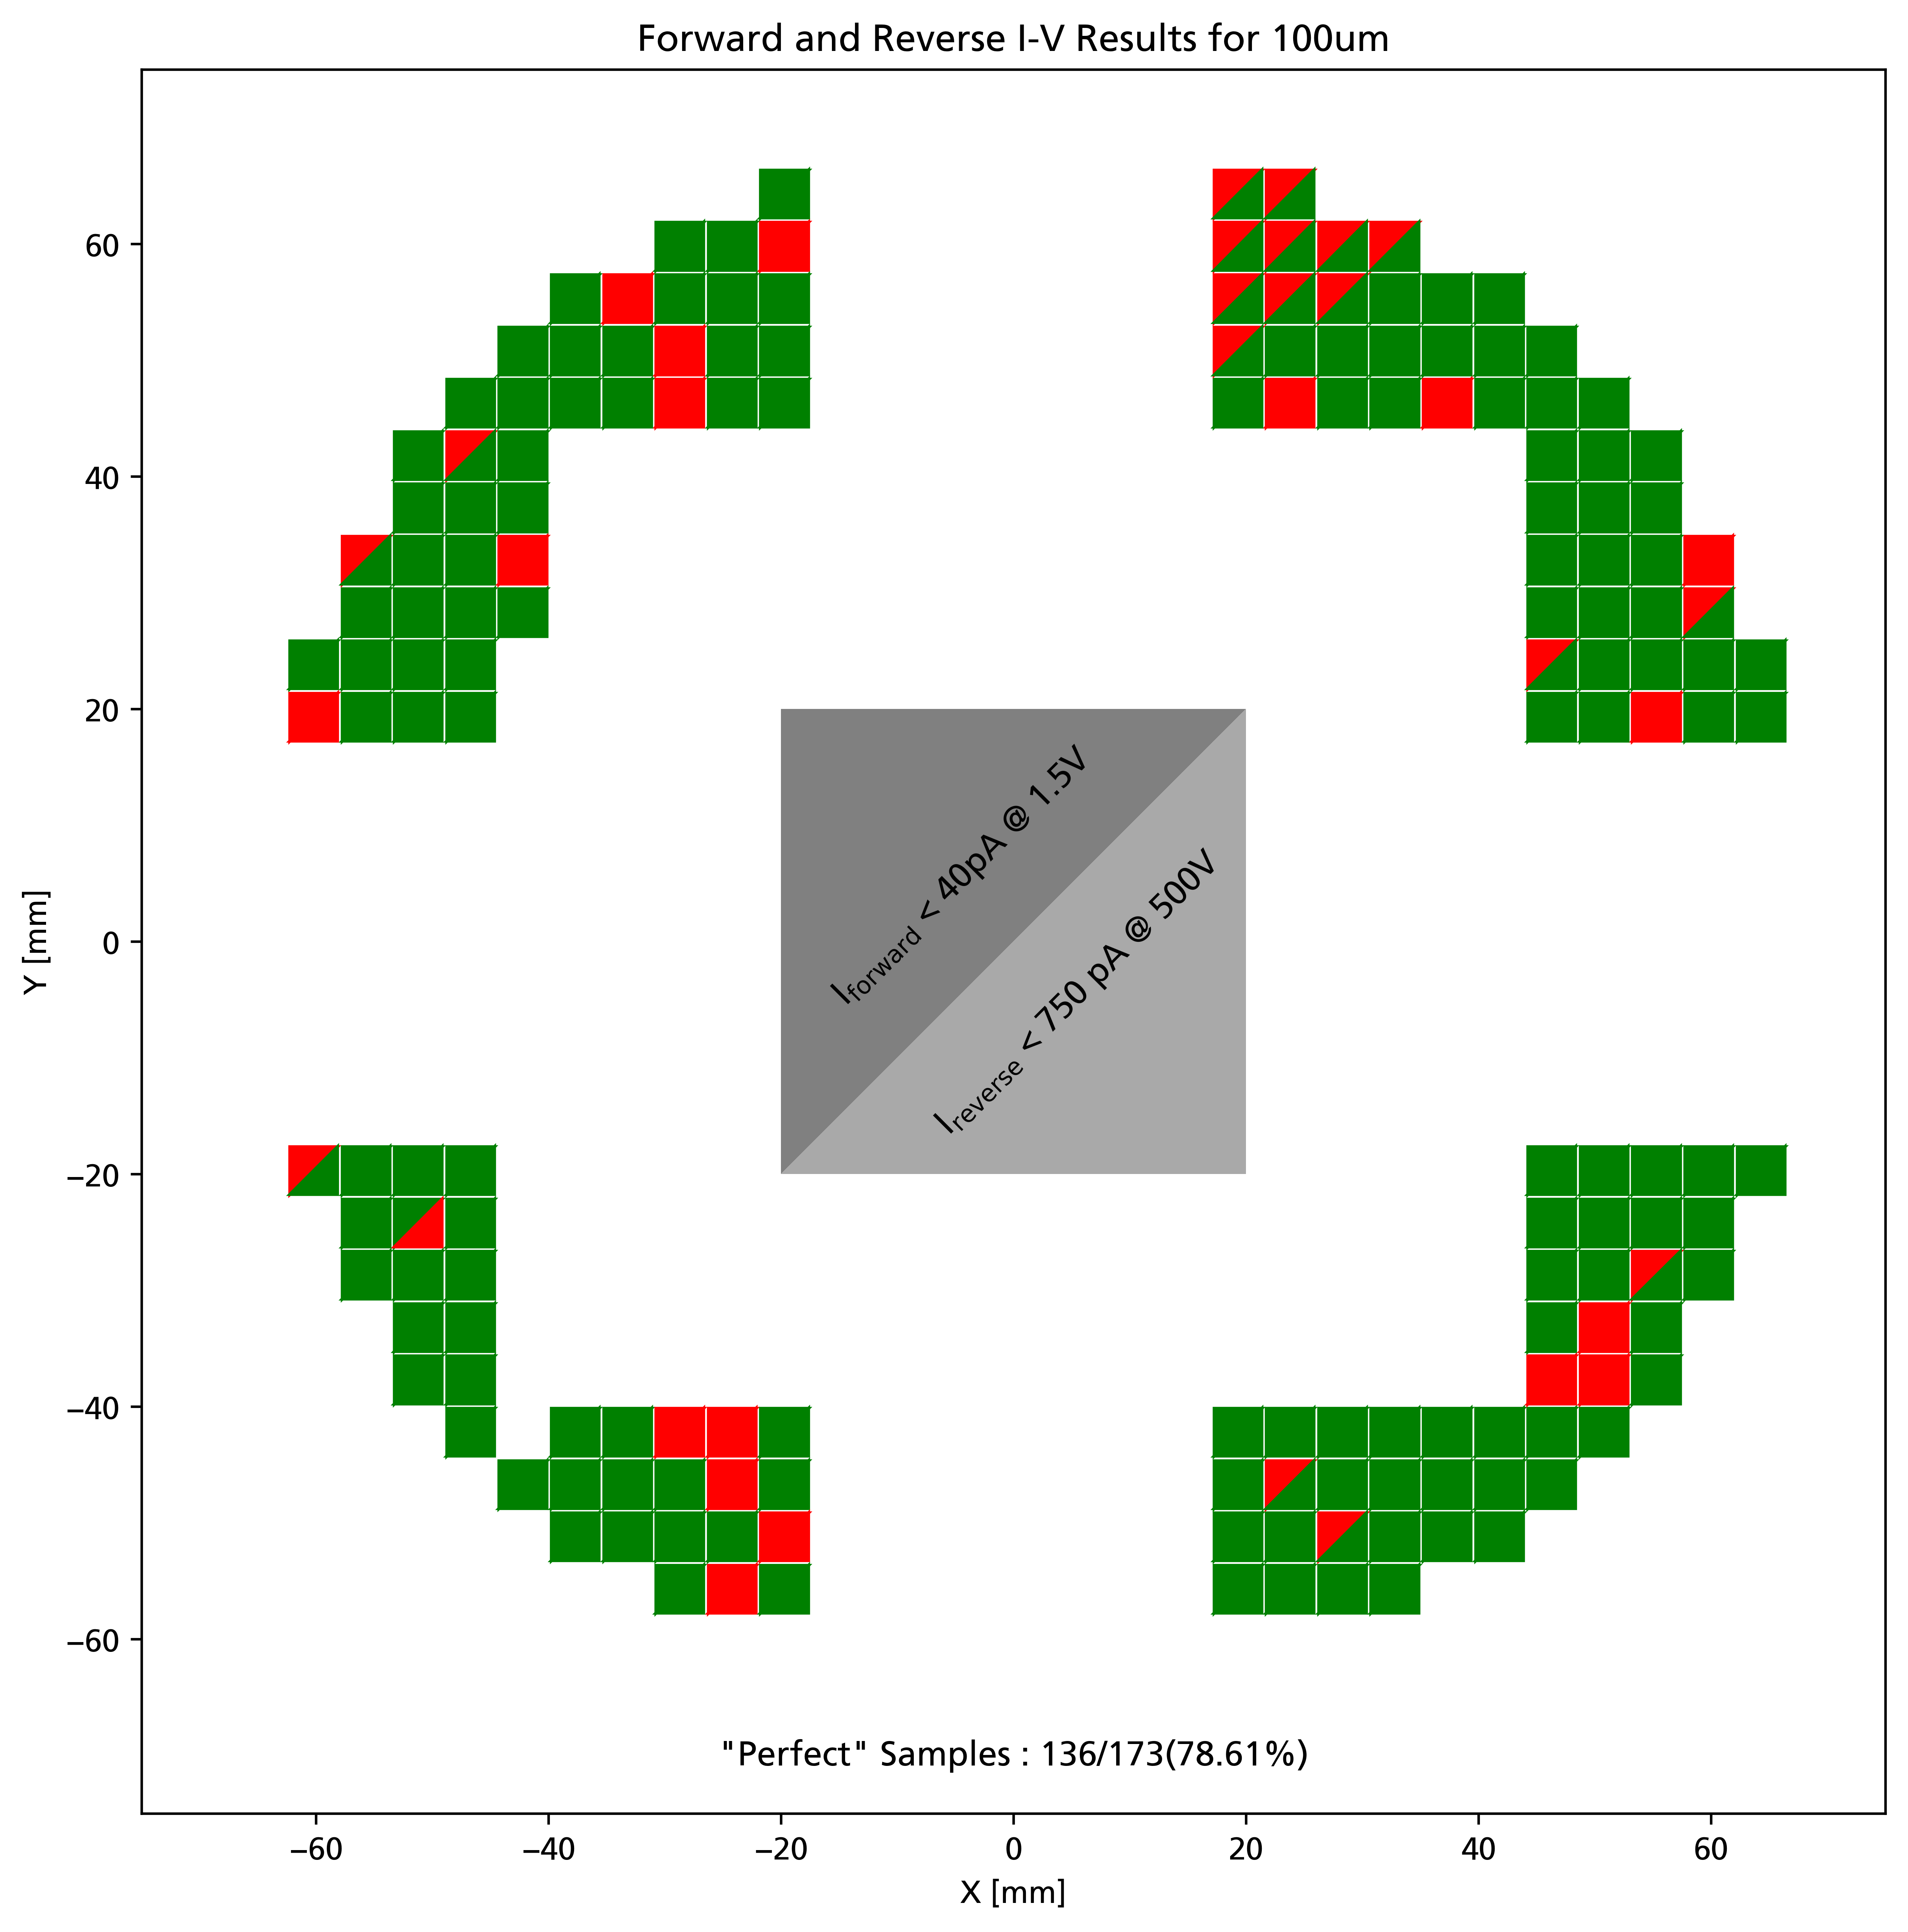 Forward and Reverse I-V Results for 100um
60
40
20
0
−20
−40
−60
Y [mm]
Iforward < 40pA @ 1.5V
Ireverse < 750 pA @ 500V
"Perfect" Samples : 136/173(78.61%)
−60 −40 −20 0 20 40 60
X [mm]